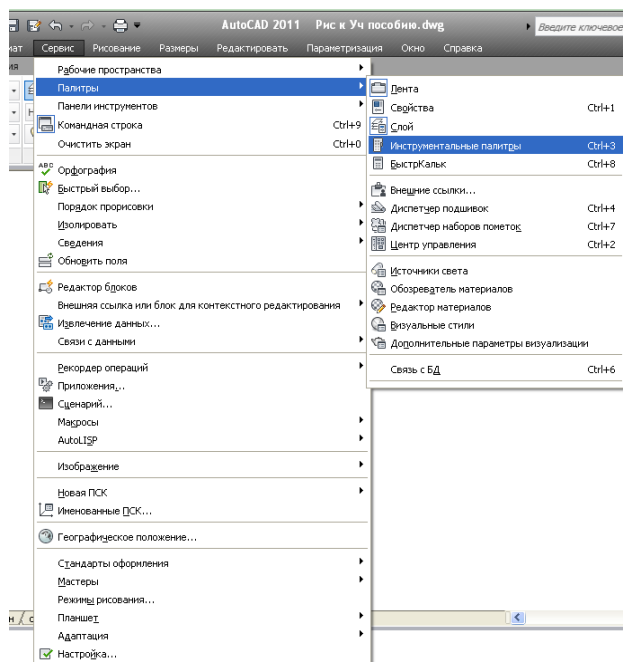 AutoCAD 2011 Рис к Уч пособию.dwg
Введите ключевое
мат Сервис Рисование Размеры Редактировать Параметризация Окно Справка
ия
Рабочие пространства
Палитры
Панели инструментов
Командная строка Ctrl+9
Очистить экран Ctrl+0
ABC Орфография
Быстрый выбор...
Порядок прорисовки
Изолировать
Сведения
Обновить поля
Редактор блоков
Внешняя ссылка или блок для контекстного редактирования
Извлечение данных...
Связи с данными
Рекордер операций
Приложения...
Сценарий...
Макросы
AutoLISP
Изображение
Новая ПСК
Именованные ПСК...
Географическое положение...
Стандарты оформления
Мастеры
Режимы рисования...
Планшет
Адаптация
Настройка...
Лента
Свойства Ctrl+1
Слой
Инструментальные палитры Ctrl+3
БыстрКальк Ctrl+8
Внешние ссылки...
Диспетчер подшивок Ctrl+4
Диспетчер наборов пометок Ctrl+7
Центр управления Ctrl+2
Источники света
Обозреватель материалов
Редактор материалов
Визуальные стили
Дополнительные параметры визуализации
Связь с БД Ctrl+6